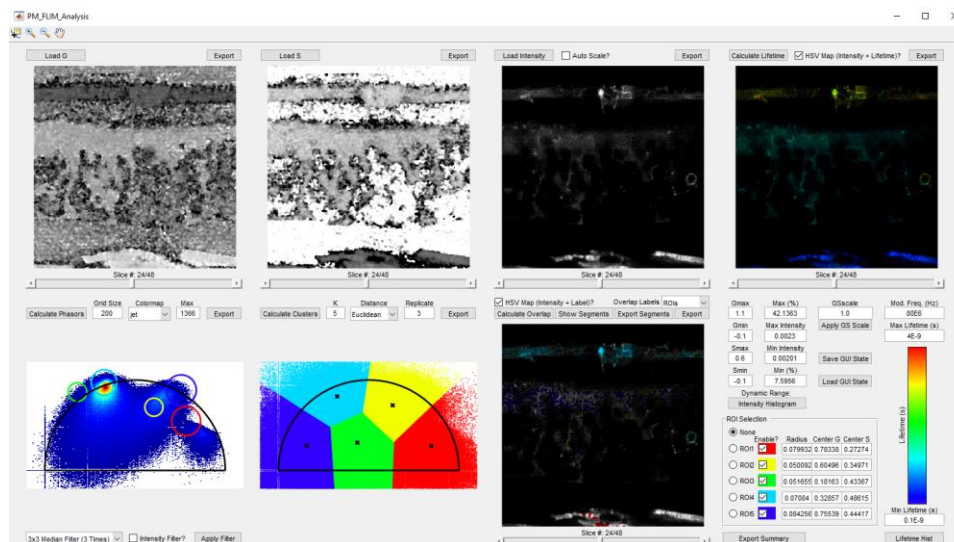 PM_FLIM_Analysis
Load G Export Load S Export Load Intensity Auto Scale? Export Calculate Lifetime HSV Map (Intensity + Lifetime)? Export
Slice #: 24/48 Slice #: 24/48 Slice #: 24/48 Slice #: 24/48
Grid Size Colormap Max K Distance Replicate HSV Map (Intensity + Label)? Overlap Labels ROIs
Calculate Phasors 200 jet 1366 Export Calculate Clusters 5 Euclidean 3 Export Calculate Overlap Show Segments Export Segments Export
Gmax Max (%) GSscale Mod. Freq. (Hz)
1.1 42.1363 1.0 80E6
Gmin Max Intensity Apply GS Scale Max Lifetime (s)
-0.1 0.0023 4E-9
Smax Min Intensity
0.6 0.00201 Save GUI State
Smin Min (%)
-0.1 7.5956 Load GUI State
Dynamic Range:
Intensity Histogram
Lifetime (s)
ROI Selection
None
Enable? Radius Center G Center S
ROI1 0.079932 0.78338 0.27274
ROI2 0.050092 0.60496 0.34971
ROI3 0.051655 0.18163 0.43367
ROI4 0.07084 0.32857 0.48615
ROI5 0.084256 0.75539 0.44417
Min Lifetime (s)
0.1E-9
3x3 Median Filter (3 Times) Intensity Filter? Apply Filter Slice #: 24/48 Export Summary Lifetime Hist